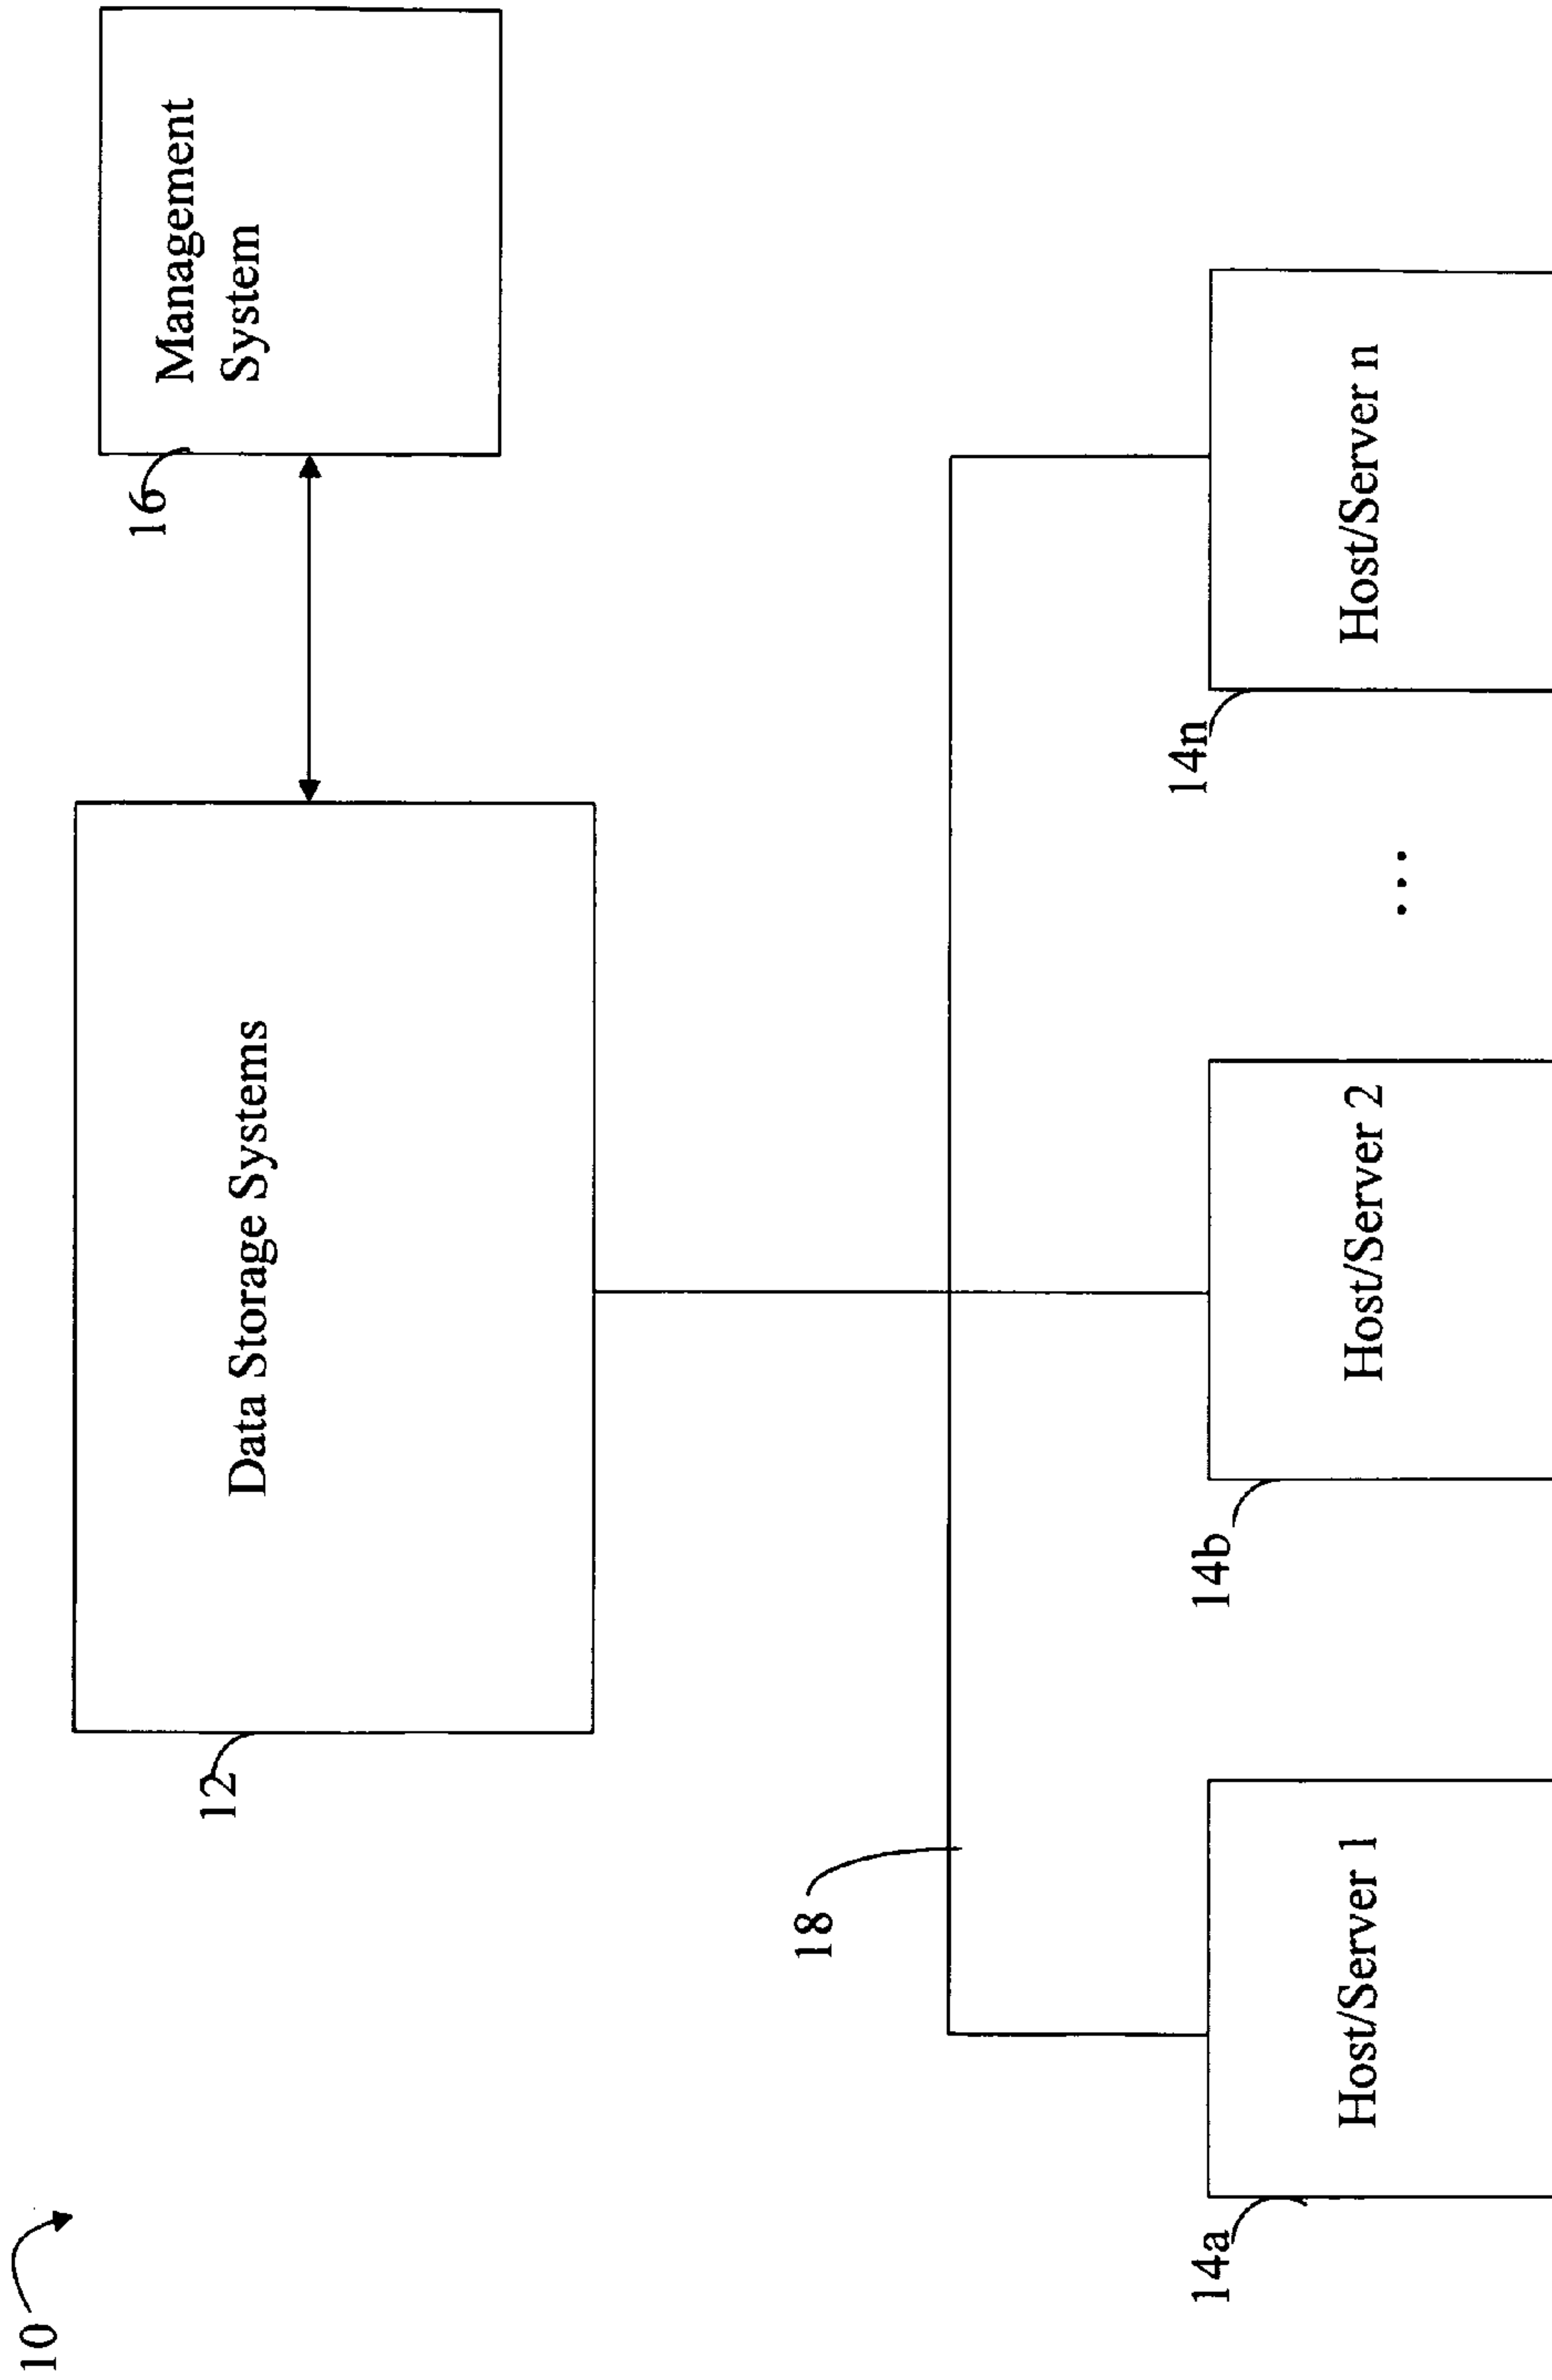 10
12
Data Storage Systems
16
Management
System
18
14a
Host/Server 1
14b
Host/Server 2
...
14n
Host/Server n